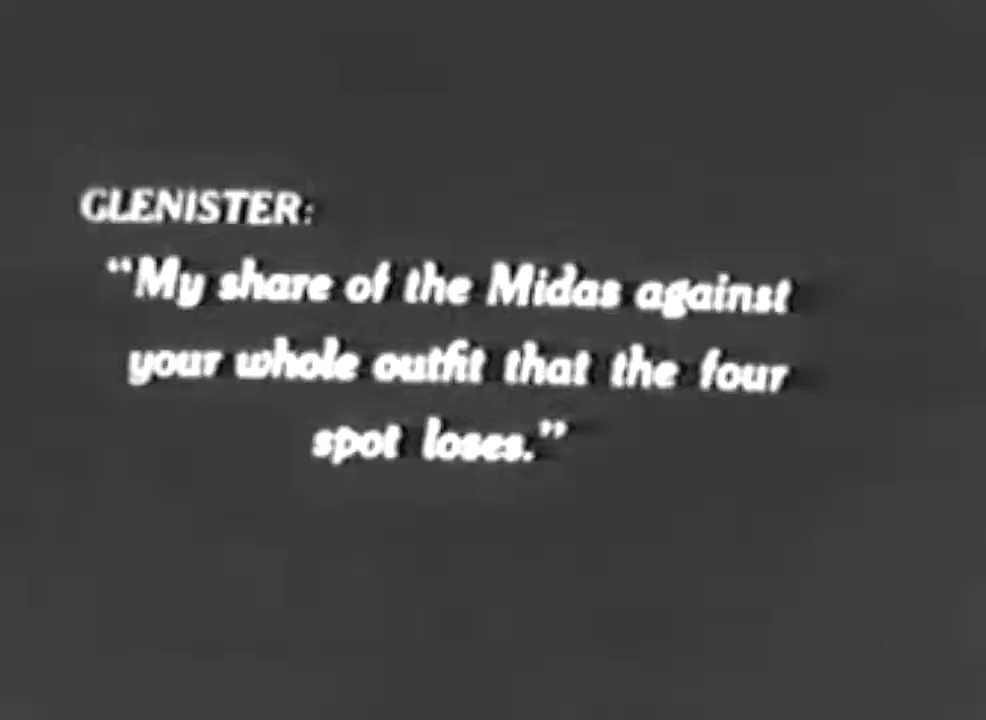 GLENISTER:
“My share of the Midas against
your whole outfit that the four
spot loses.”